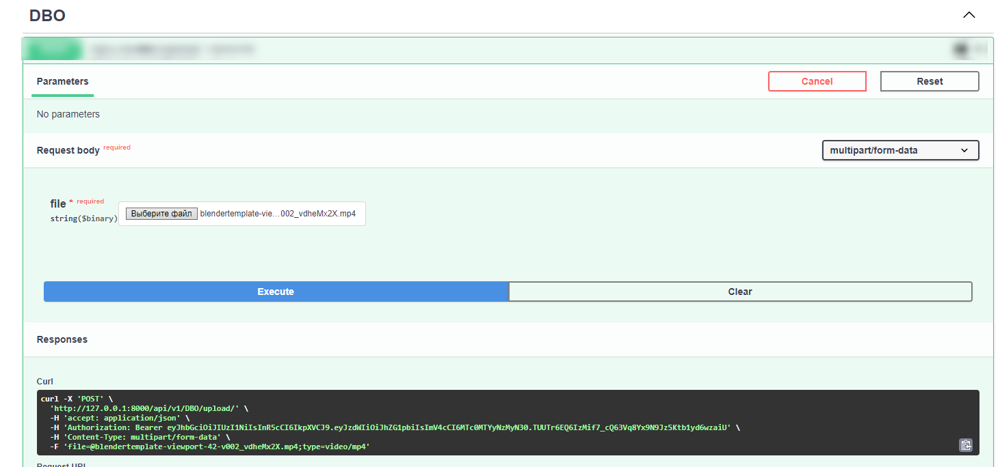 DBO
Parameters
Cancel
Reset
No parameters
Request body required
multipart/form-data
file * required
string($binary)
Выберите файл blendertemplate-vie...002_vdheMx2X.mp4
Execute
Clear
Responses
Curl
curl -X 'POST' \
'http://127.0.0.1:8000/api/v1/DBO/upload/' \
-H 'accept: application/json' \
-H 'Authorization: Bearer eyJhbGciOiJIUzI1NiIsInR5cCI6IkpXVCJ9.eyJzdWIiOiJhZG1pbiIsImV4cCI6MTc0MTYyNzMyN30.TUUTr6EQ6IzMif7_cQ63Vq8Yx9N9Jz5Ktb1yd6wzaiU' \
-H 'Content-Type: multipart/form-data' \
-F 'file=@blendertemplate-viewport-42-v002_vdheMx2X.mp4;type=video/mp4'
Request URL